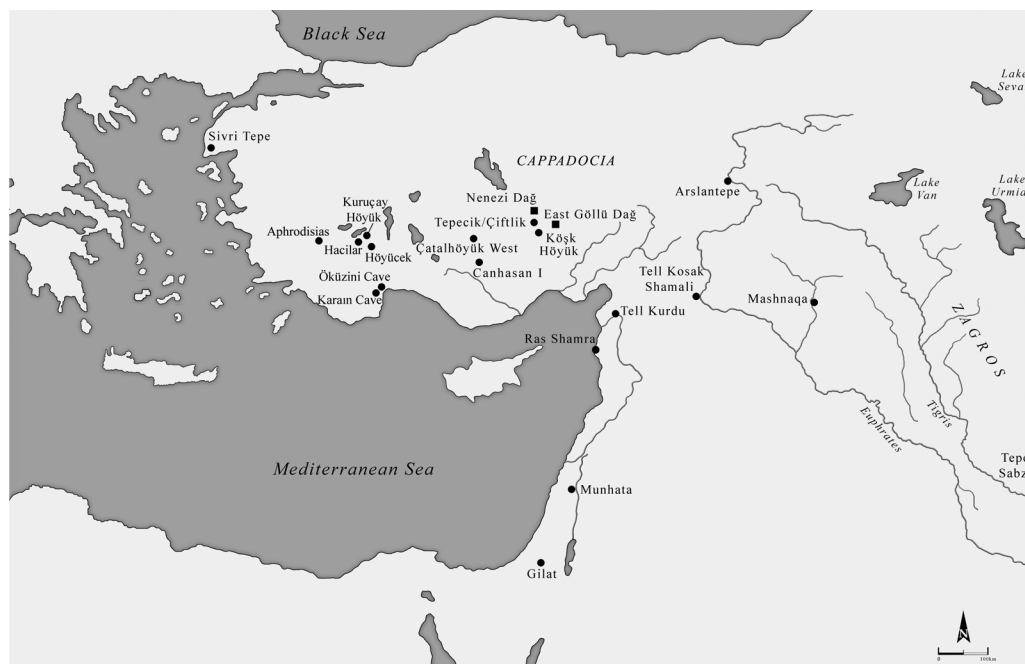 Black Sea
Lake
Seva
Sivri Tepe
CAPPADOCIA
Lake
Van
Lake
Urmia
Arslantepe
Nenezi Dağ
Kuruçay
Höyük
East Göllü Dağ
Tepecik/Çiftlik
Aphrodisias
Hacilar
Höyücek
Çatalhöyük West
Köşk
Höyük
Canhasan I
Öküzini Cave
Karaın Cave
Tell Kosak
Shamali
Mashnaqa
Tell Kurdu
ZAGROS
Ras Shamra
Tigris
Euphrates
Mediterranean Sea
Tepe
Sabz
Munhata
Gilat
N
0 100km